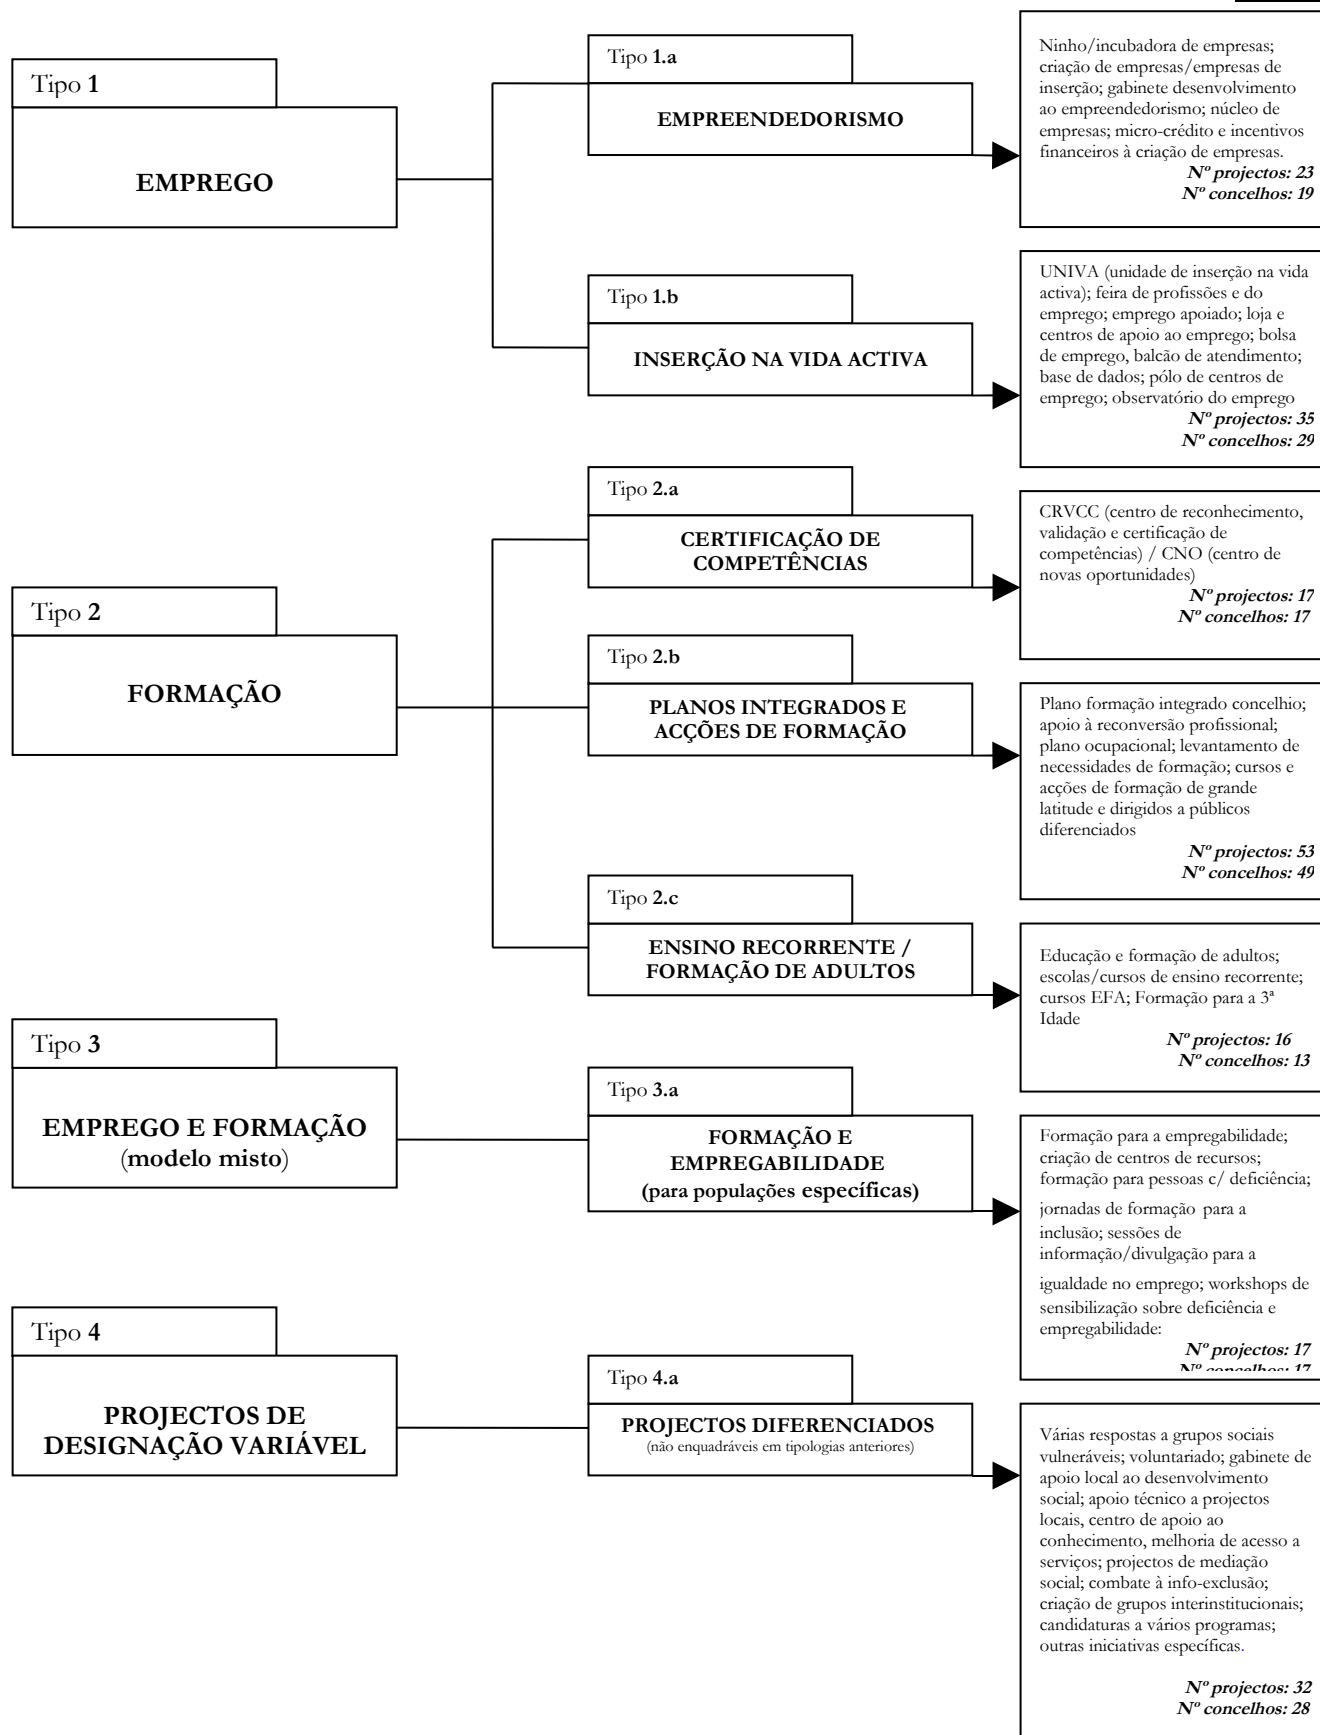 Tipo 1
EMPREGO
Tipo 1.a
EMPREENDEDORISMO
Ninho/incubadora de empresas;
criação de empresas/empresas de
inserção; gabinete desenvolvimento
ao empreendedorismo; núcleo de
empresas; micro-crédito e incentivos
financeiros à criação de empresas.
Nº projectos: 23
Nº concelhos: 19
Tipo 1.b
INSERÇÃO NA VIDA ACTIVA
UNIVA (unidade de inserção na vida
activa); feira de profissões e do
emprego; emprego apoiado; loja e
centros de apoio ao emprego; bolsa
de emprego, balcão de atendimento;
base de dados; pólo de centros de
emprego; observatório do emprego
Nº projectos: 35
Nº concelhos: 29
Tipo 2
FORMAÇÃO
Tipo 2.a
CERTIFICAÇÃO DE
COMPETÊNCIAS
CRVCC (centro de reconhecimento,
validação e certificação de
competências) / CNO (centro de
novas oportunidades)
Nº projectos: 17
Nº concelhos: 17
Tipo 2.b
PLANOS INTEGRADOS E
ACÇÕES DE FORMAÇÃO
Plano formação integrado concelhio;
apoio à reconversão profissional;
plano ocupacional; levantamento de
necessidades de formação; cursos e
acções de formação de grande
latitude e dirigidos a públicos
diferenciados
Nº projectos: 53
Nº concelhos: 49
Tipo 2.c
ENSINO RECORRENTE /
FORMAÇÃO DE ADULTOS
Educação e formação de adultos;
escolas/cursos de ensino recorrente;
cursos EFA; Formação para a 3ª
Idade
Nº projectos: 16
Nº concelhos: 13
Tipo 3
EMPREGO E FORMAÇÃO
(modelo misto)
Tipo 3.a
FORMAÇÃO E
EMPREGABILIDADE
(para populações específicas)
Formação para a empregabilidade;
criação de centros de recursos;
formação para pessoas c/ deficiência;
jornadas de formação para a
inclusão; sessões de
informação/divulgação para a
igualdade no emprego; workshops de
sensibilização sobre deficiência e
empregabilidade:
Nº projectos: 17
Nº concelhos: 17
Tipo 4
PROJECTOS DE
DESIGNAÇÃO VARIÁVEL
Tipo 4.a
PROJECTOS DIFERENCIADOS
(não enquadráveis em tipologias anteriores)
Várias respostas a grupos sociais
vulneráveis; voluntariado; gabinete de
apoio local ao desenvolvimento
social; apoio técnico a projectos
locais, centro de apoio ao
conhecimento, melhoria de acesso a
serviços; projectos de mediação
social; combate à info-exclusão;
criação de grupos interinstitucionais;
candidaturas a vários programas;
outras iniciativas específicas.
Nº projectos: 32
Nº concelhos: 28